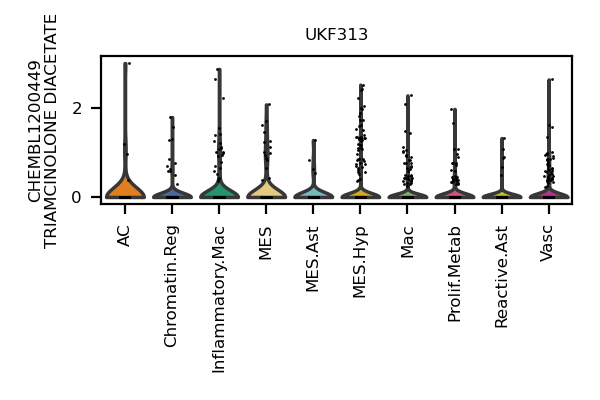 UKF313
CHEMBL1200449
TRIAMCINOLONE DIACETATE
2
0
AC
Chromatin.Reg
Inflammatory.Mac
MES
MES.Ast
MES.Hyp
Mac
Prolif.Metab
Reactive.Ast
Vasc